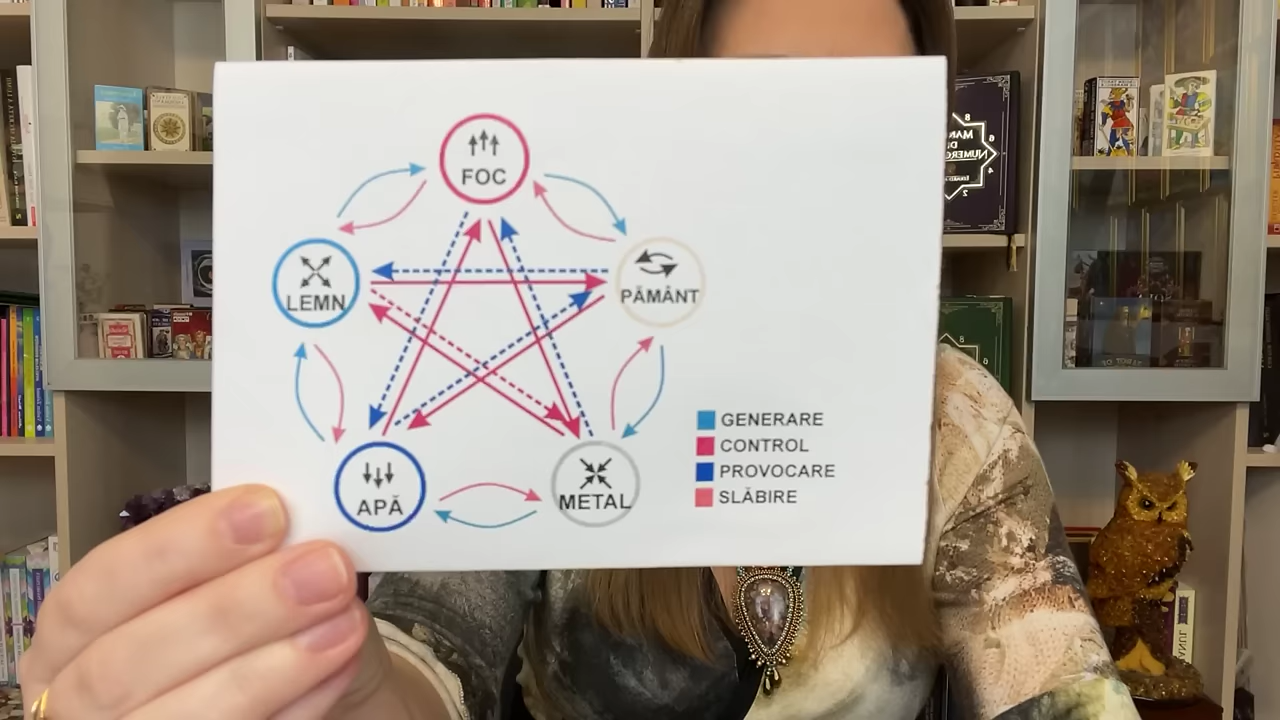 FOC
LEMN
PĂMÂNT
APĂ
METAL
GENERARE
CONTROL
PROVOCARE
SLĂBIRE